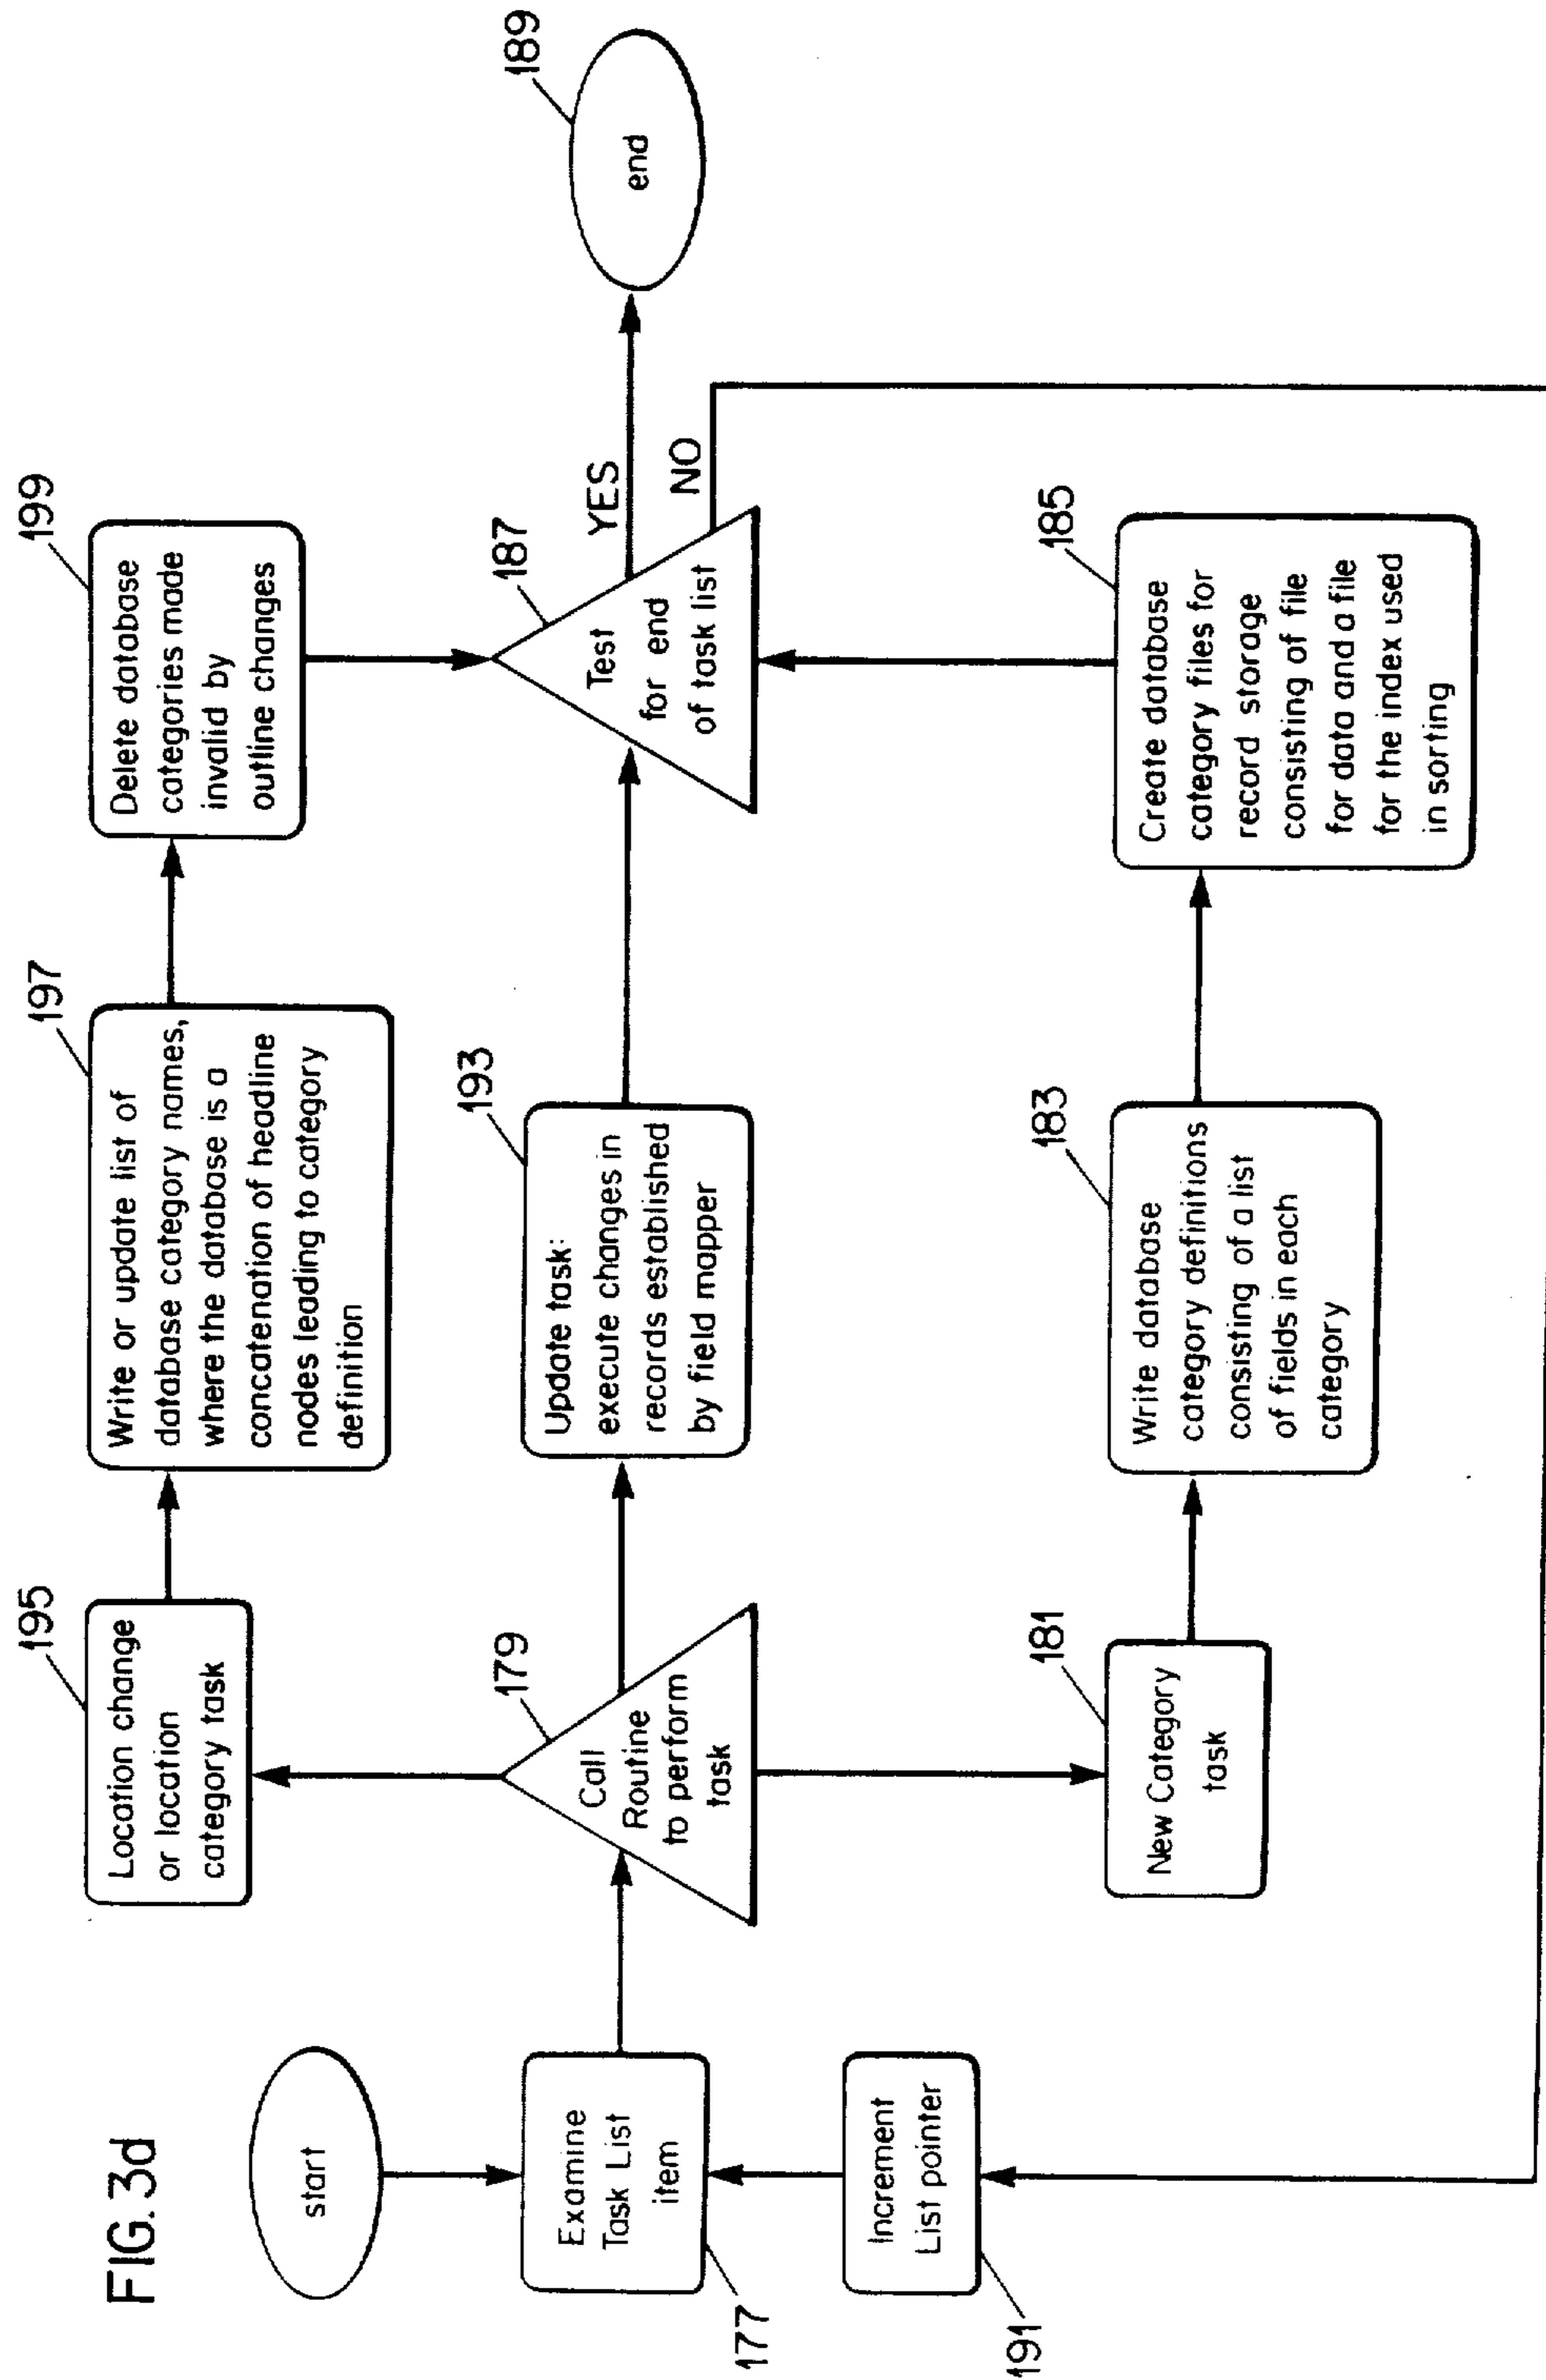 FIG. 3d
start
Examine
Task List
item
177
Increment
List pointer
191
Call
Routine
to perform
task
179
Location change
or location
category task
195
Write or update list of
database category names,
where the database is a
concatenation of headline
nodes leading to category
definition
197
Delete database
categories made
invalid by
outline changes
199
Update task:
execute changes in
records established
by field mapper
193
New Category
task
181
Write database
category definitions
consisting of a list
of fields in each
category
183
Create database
category files for
record storage
consisting of file
for data and a file
for the index used
in sorting
185
Test
for end
of task list
187
YES
NO
end
189